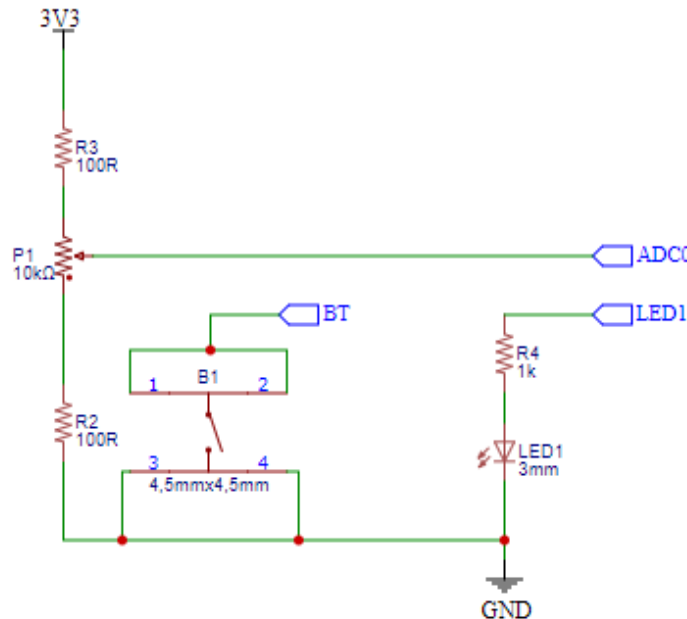 3V3
R3
100R
P1
10kΩ
ADC0
BT
LED1
R4
1k
1 B1 2
R2
100R
3 4
4,5mmx4,5mm
LED1
3mm
GND